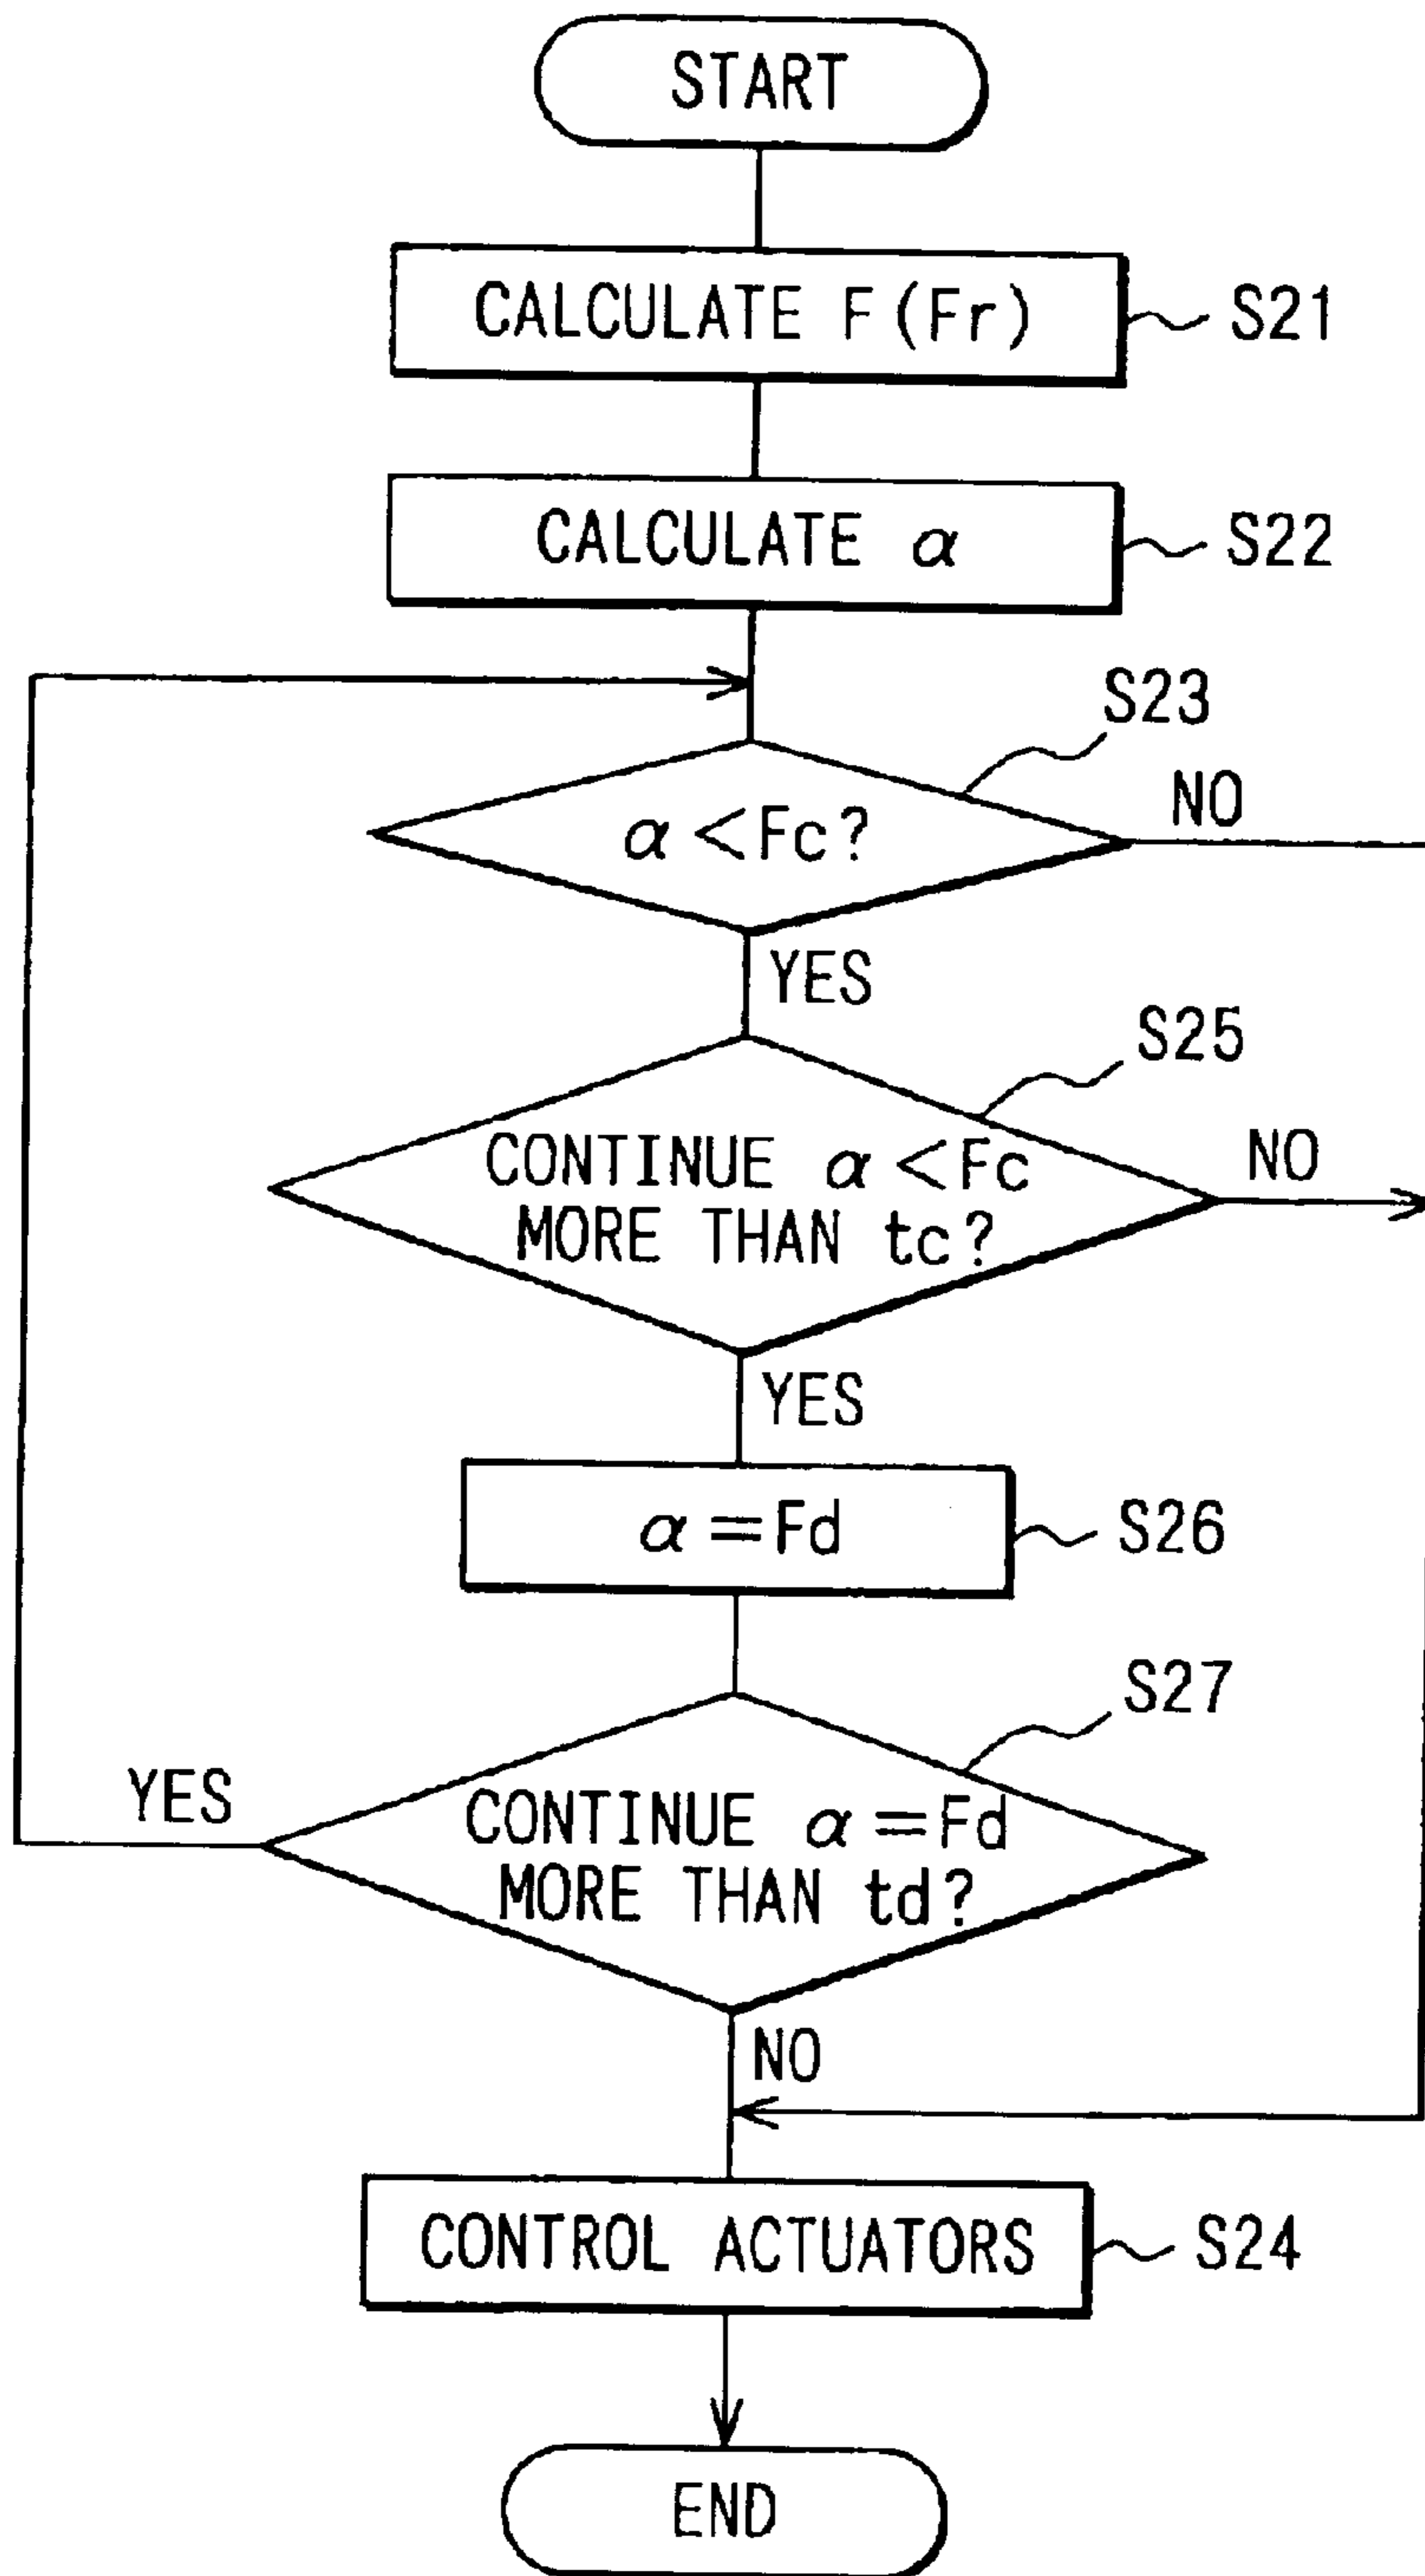 START
CALCULATE F(Fr)
S21
CALCULATE α
S22
S23
α<Fc?
NO
YES
S25
CONTINUE α<Fc
MORE THAN tc?
NO
YES
α=Fd
S26
S27
YES
CONTINUE α=Fd
MORE THAN td?
NO
CONTROL ACTUATORS
S24
END